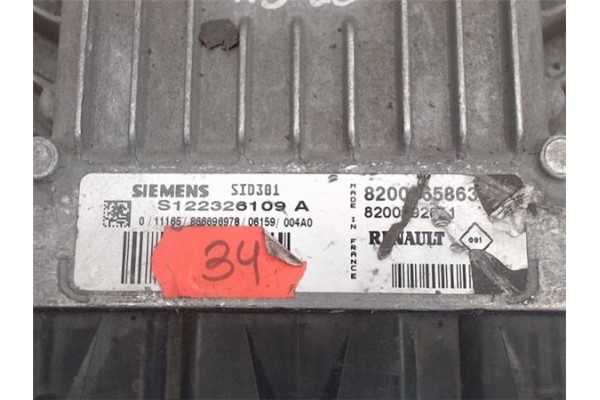 SIEMENS SID301
S122326109 A
0/11165/866696978/06159/004A0
34
MADE IN FRANCE
RENAULT
001